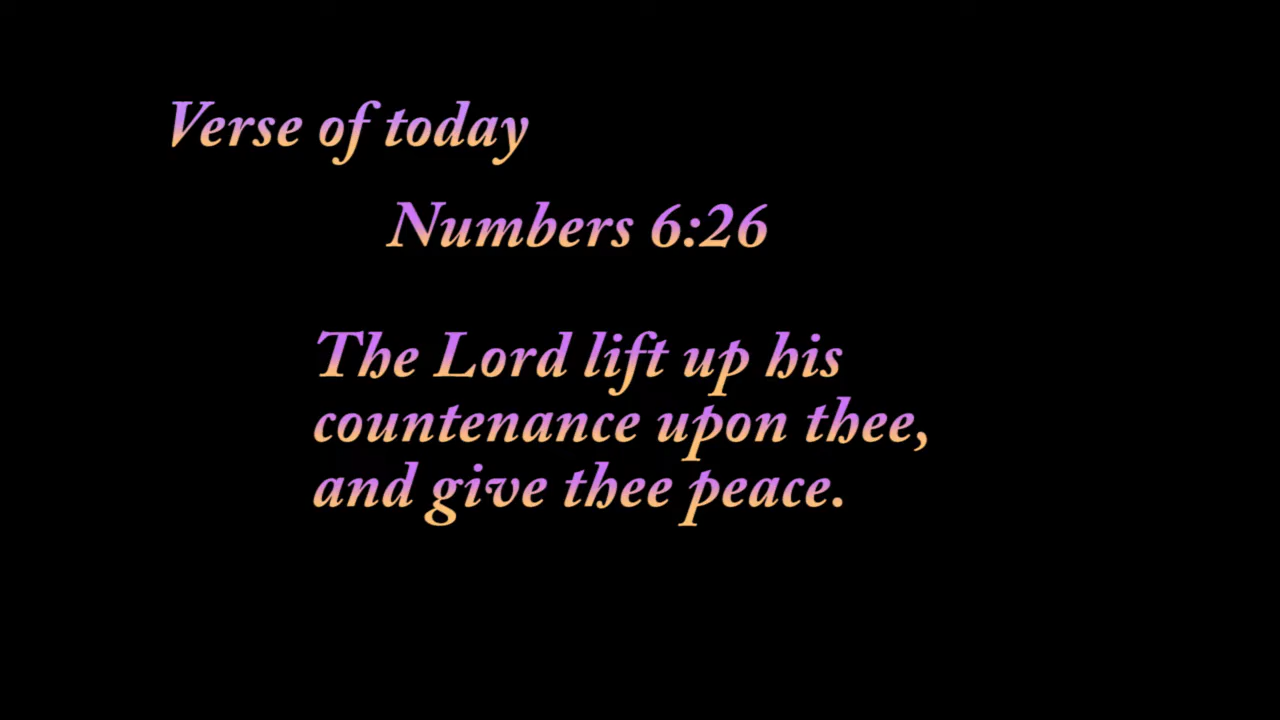 Verse of today
Numbers 6:26
The Lord lift up his
countenance upon thee,
and give thee peace.